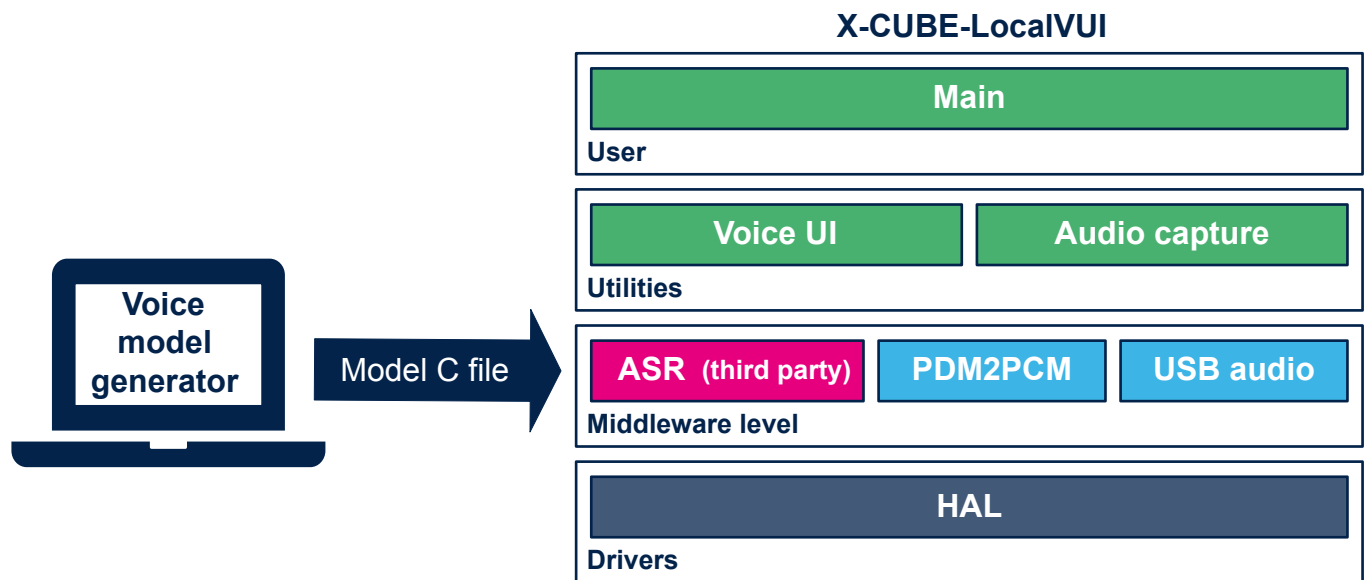 X-CUBE-LocalVUI
Main
User
Voice UI
Audio capture
Utilities
Voice
model
generator
Model C file
ASR (third party)
PDM2PCM
USB audio
Middleware level
HAL
Drivers